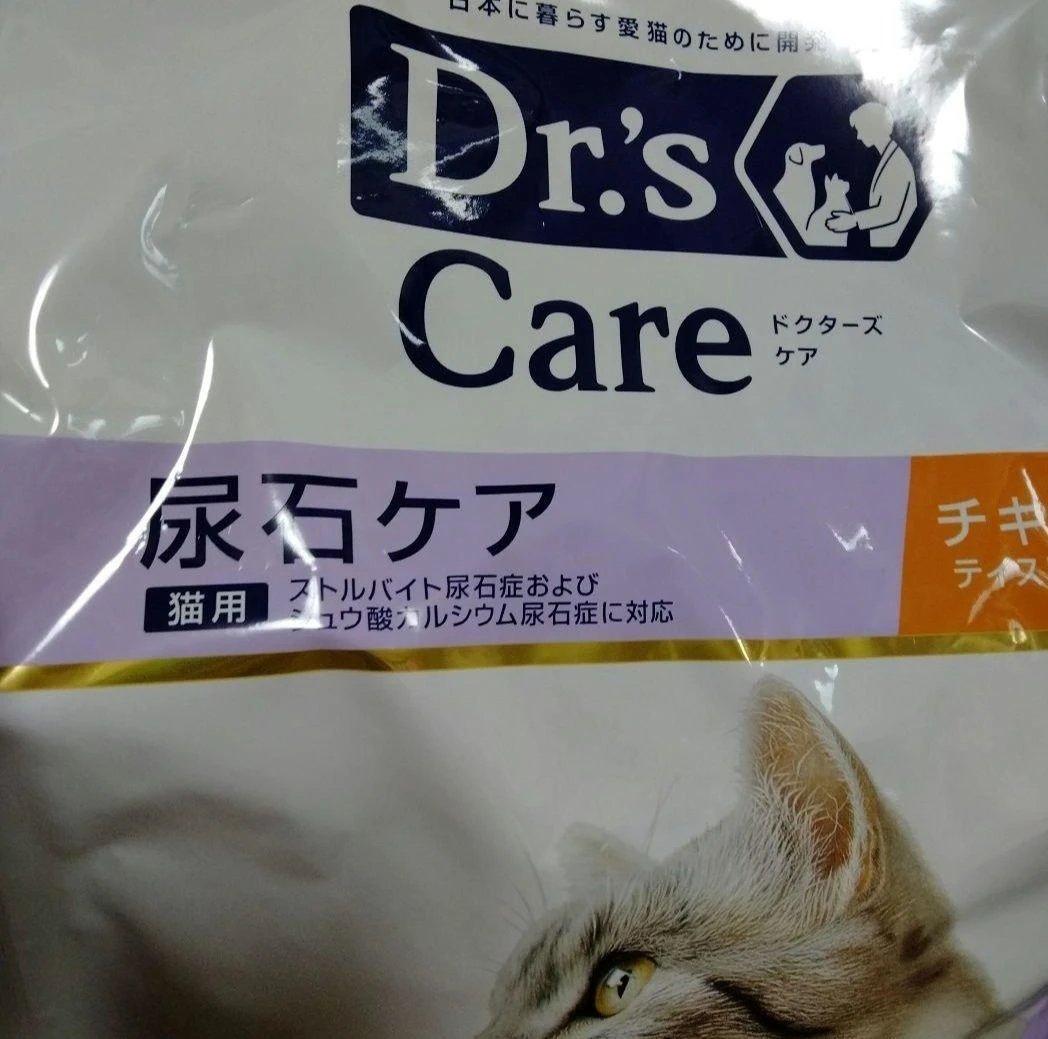 日本に暮らす愛猫のために開発
Dr.'s
Care
ドクターズ
ケア
尿石ケア
チキ
テイス
猫用
ストルバイト尿石症および
シュウ酸カルシウム尿石症に対応